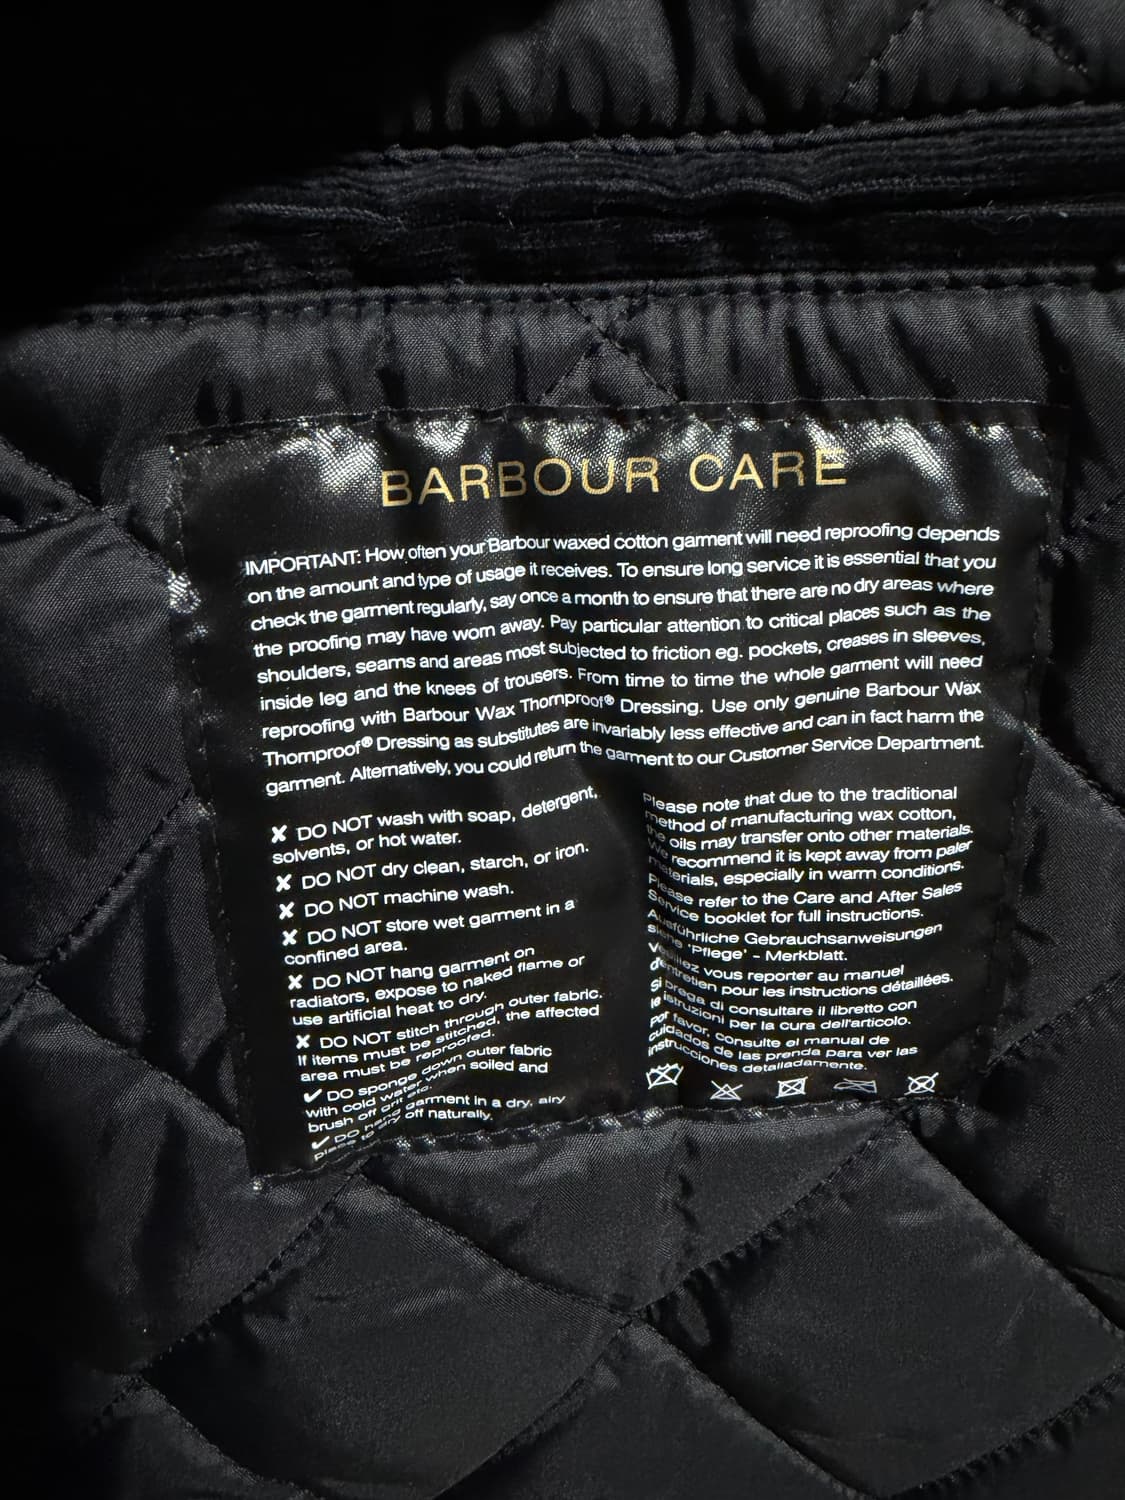 BARBOUR CARE
IMPORTANT: How often your Barbour waxed cotton garment will need reproofing depends
on the amount and type of usage it receives. To ensure long service it is essential that you
check the garment regularly, say once a month to ensure that there are no dry areas where
the proofing may have worn away. Pay particular attention to critical places such as the
shoulders, seams and areas most subjected to friction eg. pockets, creases in sleeves,
inside leg and the knees of trousers. From time to time the whole garment will need
reproofing with Barbour Wax Thornproof® Dressing. Use only genuine Barbour Wax
Thornproof® Dressing as substitutes are invariably less effective and can in fact harm the
garment. Alternatively, you could return the garment to our Customer Service Department.
✘ DO NOT wash with soap, detergent,
solvents, or hot water.
✘ DO NOT dry clean, starch, or iron.
✘ DO NOT machine wash.
✘ DO NOT store wet garment in a
confined area.
✘ DO NOT hang garment on
radiators, expose to naked flame or
use artificial heat to dry.
✘ DO NOT stitch through outer fabric.
If items must be stitched, the affected
area must be reproofed.
✔ DO sponge down outer fabric
with cold water when soiled and
brush off grit etc.
✔ DO hang garment in a dry, airy
place to dry off naturally.
Please note that due to the traditional
method of manufacturing wax cotton,
the oils may transfer onto other materials.
We recommend it is kept away from paler
materials, especially in warm conditions.
Please refer to the Care and After Sales
Service booklet for full instructions.
Ausführliche Gebrauchsanweisungen
siehe 'Pflege' - Merkblatt.
Veuillez vous reporter au manuel
d'entretien pour les instructions détaillées.
Si prega di consultare il libretto con
le istruzioni per la cura dell'articolo.
Por favor, consulte el manual de
cuidados de las prenda para ver las
instrucciones detalladamente.